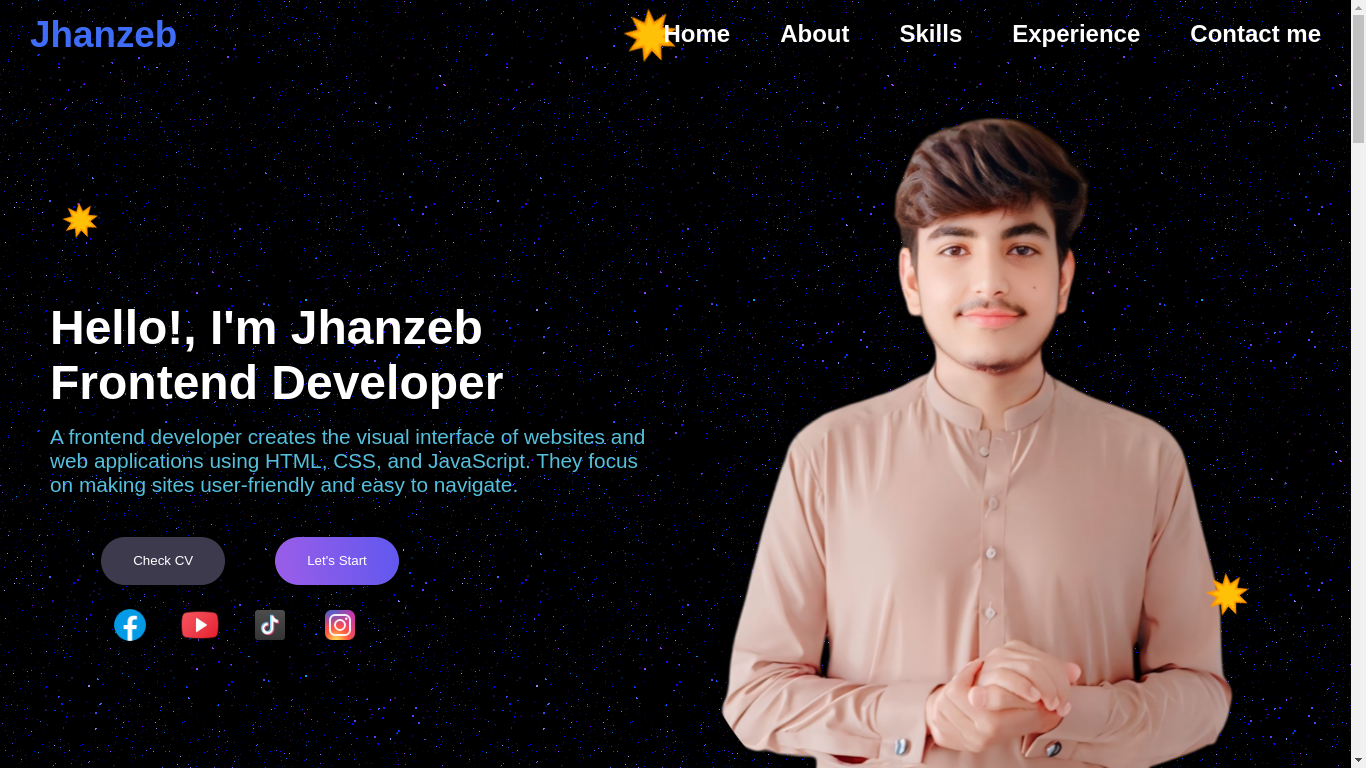 Jhanzeb
Home
About
Skills
Experience
Contact me
Hello!, I'm Jhanzeb
Frontend Developer
A frontend developer creates the visual interface of websites and
web applications using HTML, CSS, and JavaScript. They focus
on making sites user-friendly and easy to navigate.
Check CV
Let's Start